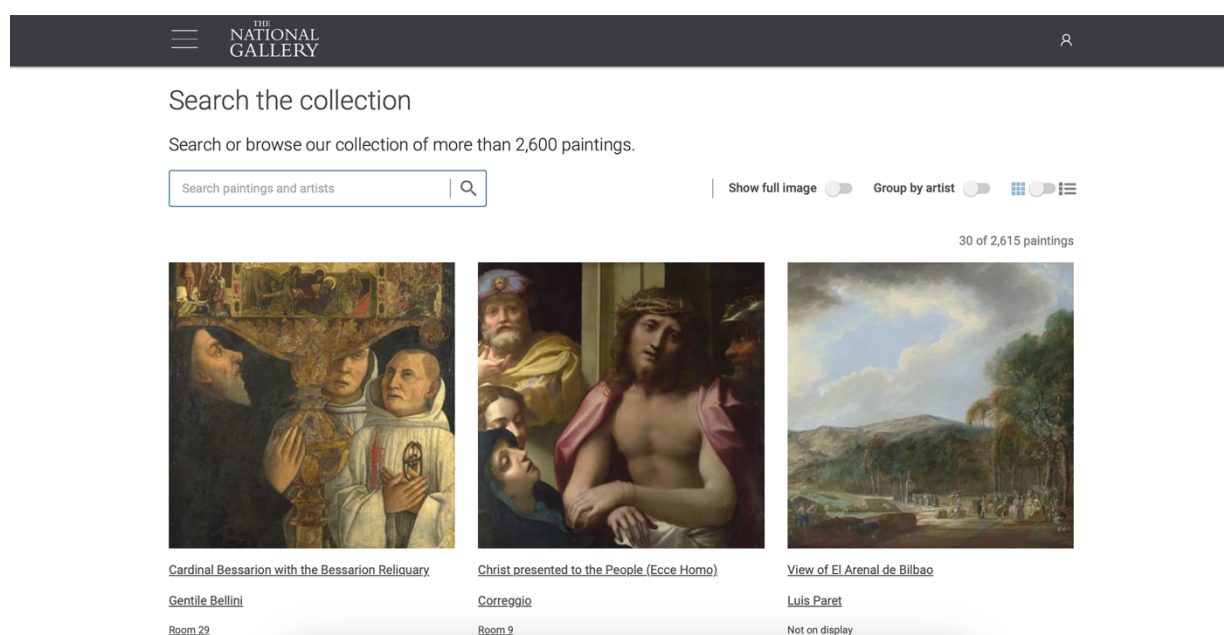 THE
NATIONAL
GALLERY
Search the collection
Search or browse our collection of more than 2,600 paintings.
Search paintings and artists
Show full image Group by artist
30 of 2,615 paintings
Cardinal Bessarion with the Bessarion Reliquary
Christ presented to the People (Ecce Homo)
View of El Arenal de Bilbao
Gentile Bellini
Correggio
Luis Paret
Room 29
Room 9
Not on display